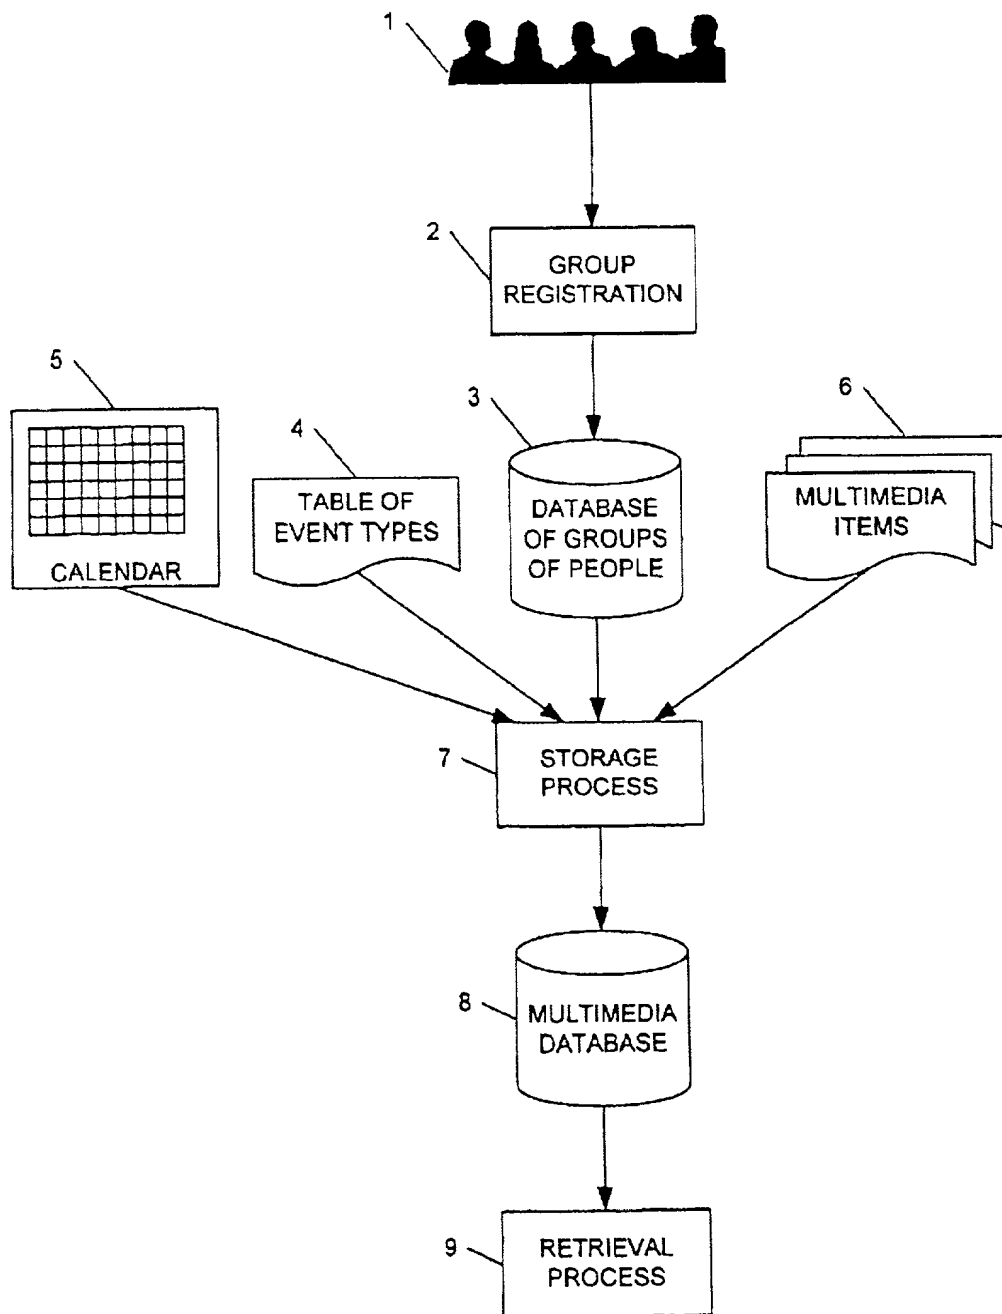 1
2
GROUP
REGISTRATION
5
4
3
6
CALENDAR
TABLE OF
EVENT TYPES
DATABASE
OF GROUPS
OF PEOPLE
MULTIMEDIA
ITEMS
7
STORAGE
PROCESS
8
MULTIMEDIA
DATABASE
9
RETRIEVAL
PROCESS